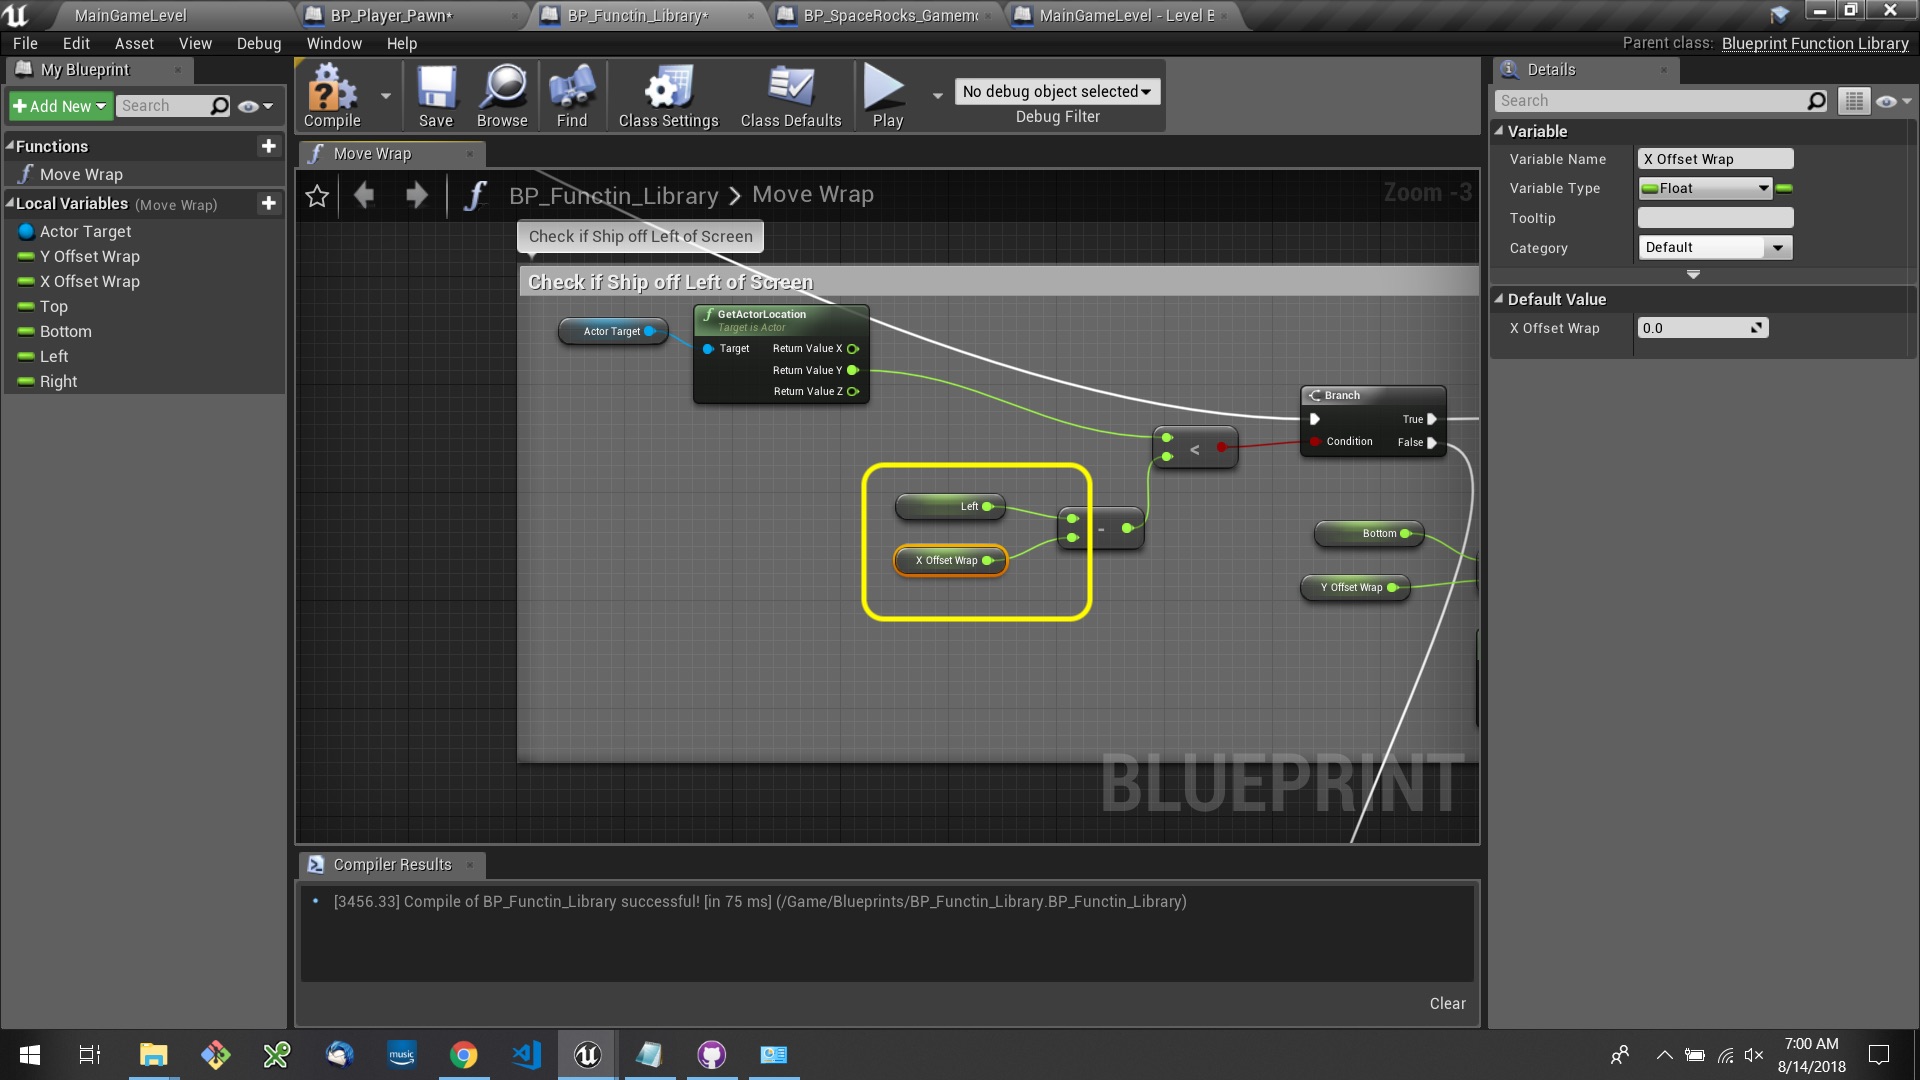 MainGameLevel
BP_Player_Pawn*
BP_Functin_Library*
BP_SpaceRocks_Gamem
MainGameLevel - Level B
File Edit Asset View Debug Window Help
Parent class: Blueprint Function Library
My Blueprint
Add New
Search
Compile
Save
Browse
Find
Class Settings
Class Defaults
Play
No debug object selected
Debug Filter
Details
Search
Functions
Move Wrap
Local Variables (Move Wrap)
Actor Target
Y Offset Wrap
X Offset Wrap
Top
Bottom
Left
Right
Move Wrap
BP_Functin_Library > Move Wrap
Zoom -3
Check if Ship off Left of Screen
Check if Ship off Left of Screen
Actor Target
GetActorLocation
Target is Actor
Target
Return Value X
Return Value Y
Return Value Z
Left
X Offset Wrap
-
<
Branch
True
Condition
False
Bottom
Y Offset Wrap
BLUEPRINT
Variable
Variable Name X Offset Wrap
Variable Type Float
Tooltip
Category Default
Default Value
X Offset Wrap 0.0
Compiler Results
[3456.33] Compile of BP_Functin_Library successful! [in 75 ms] (/Game/Blueprints/BP_Functin_Library.BP_Functin_Library)
Clear
music
7:00 AM
8/14/2018